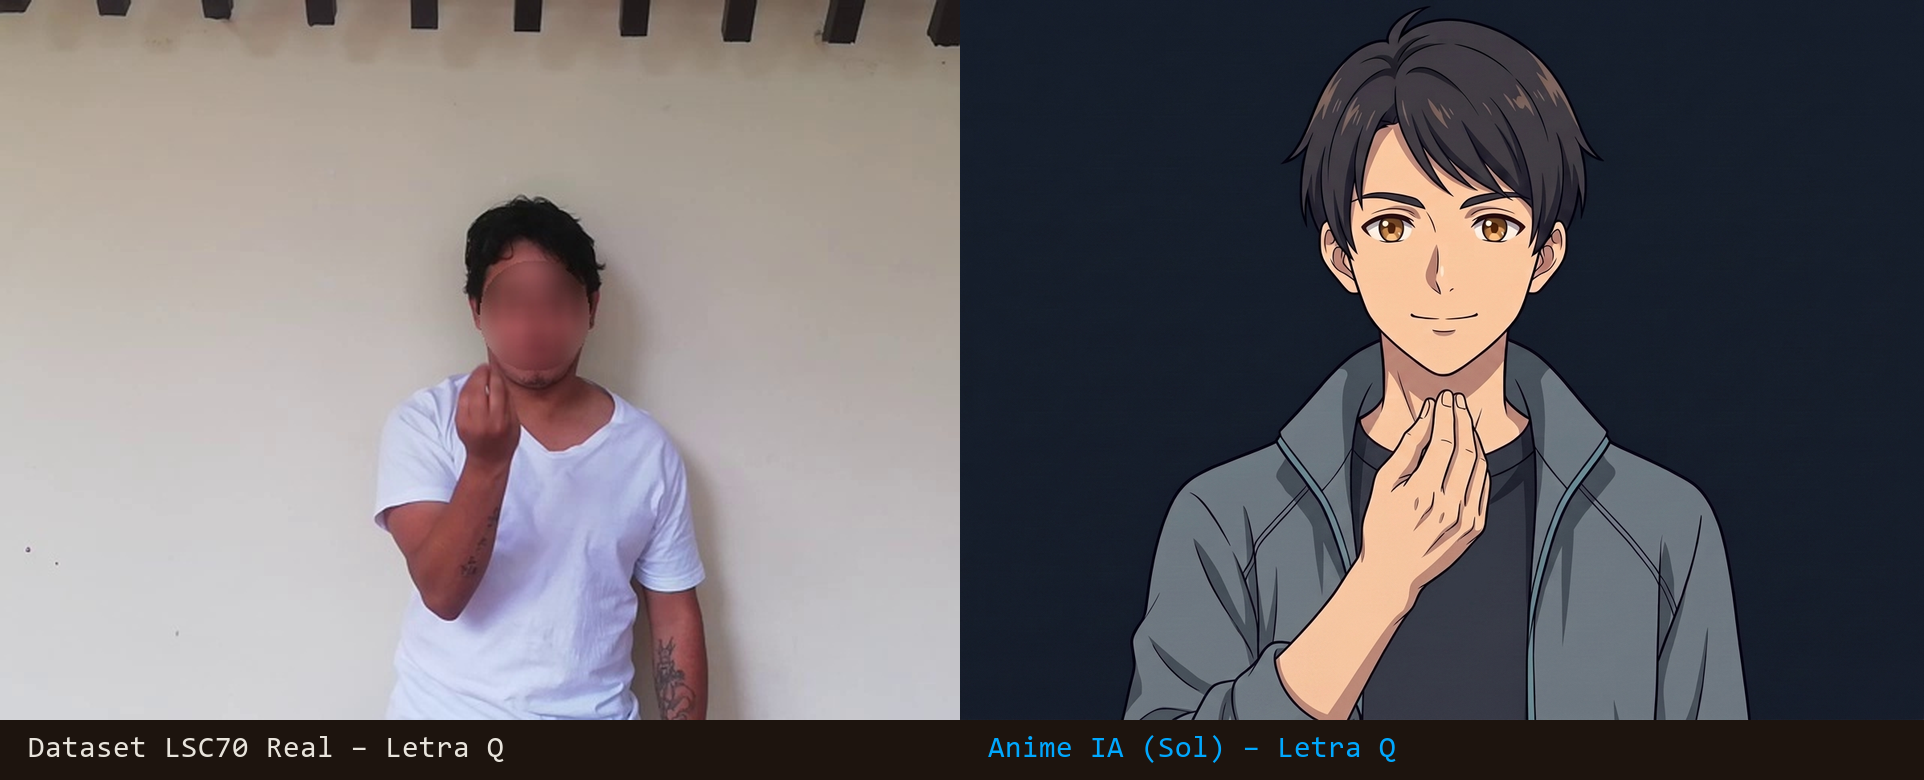 Dataset LSC70 Real – Letra Q
Anime IA (Sol) – Letra Q